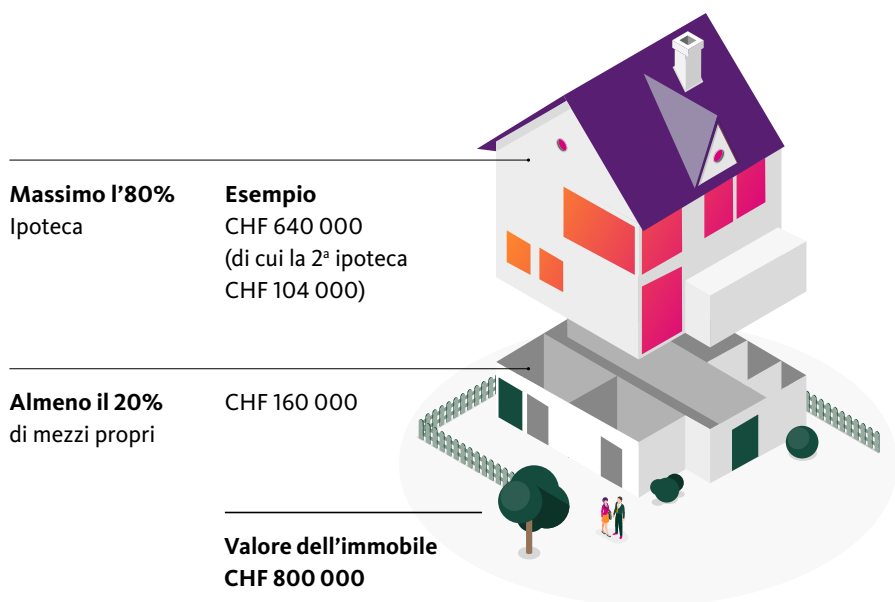 Massimo l'80%
Ipoteca
Esempio
CHF 640 000
(di cui la 2ª ipoteca
CHF 104 000)
Almeno il 20%
di mezzi propri
CHF 160 000
Valore dell'immobile
CHF 800 000